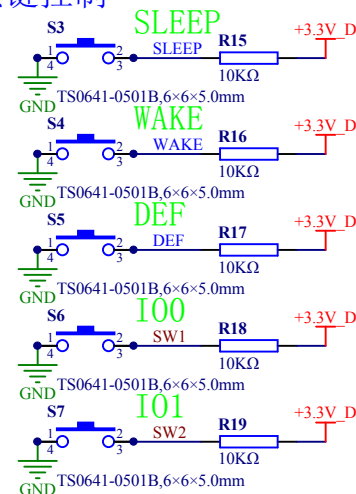 键控制
S3 SLEEP +3.3V_D
1 2 SLEEP R15
4 3 10KΩ
GND TS0641-0501B,6×6×5.0mm
S4 WAKE +3.3V_D
1 2 WAKE R16
4 3 10KΩ
GND TS0641-0501B,6×6×5.0mm
S5 DEF +3.3V_D
1 2 DEF R17
4 3 10KΩ
GND TS0641-0501B,6×6×5.0mm
S6 IO0 +3.3V_D
1 2 SW1 R18
4 3 10KΩ
GND TS0641-0501B,6×6×5.0mm
S7 IO1 +3.3V_D
1 2 SW2 R19
4 3 10KΩ
GND TS0641-0501B,6×6×5.0mm